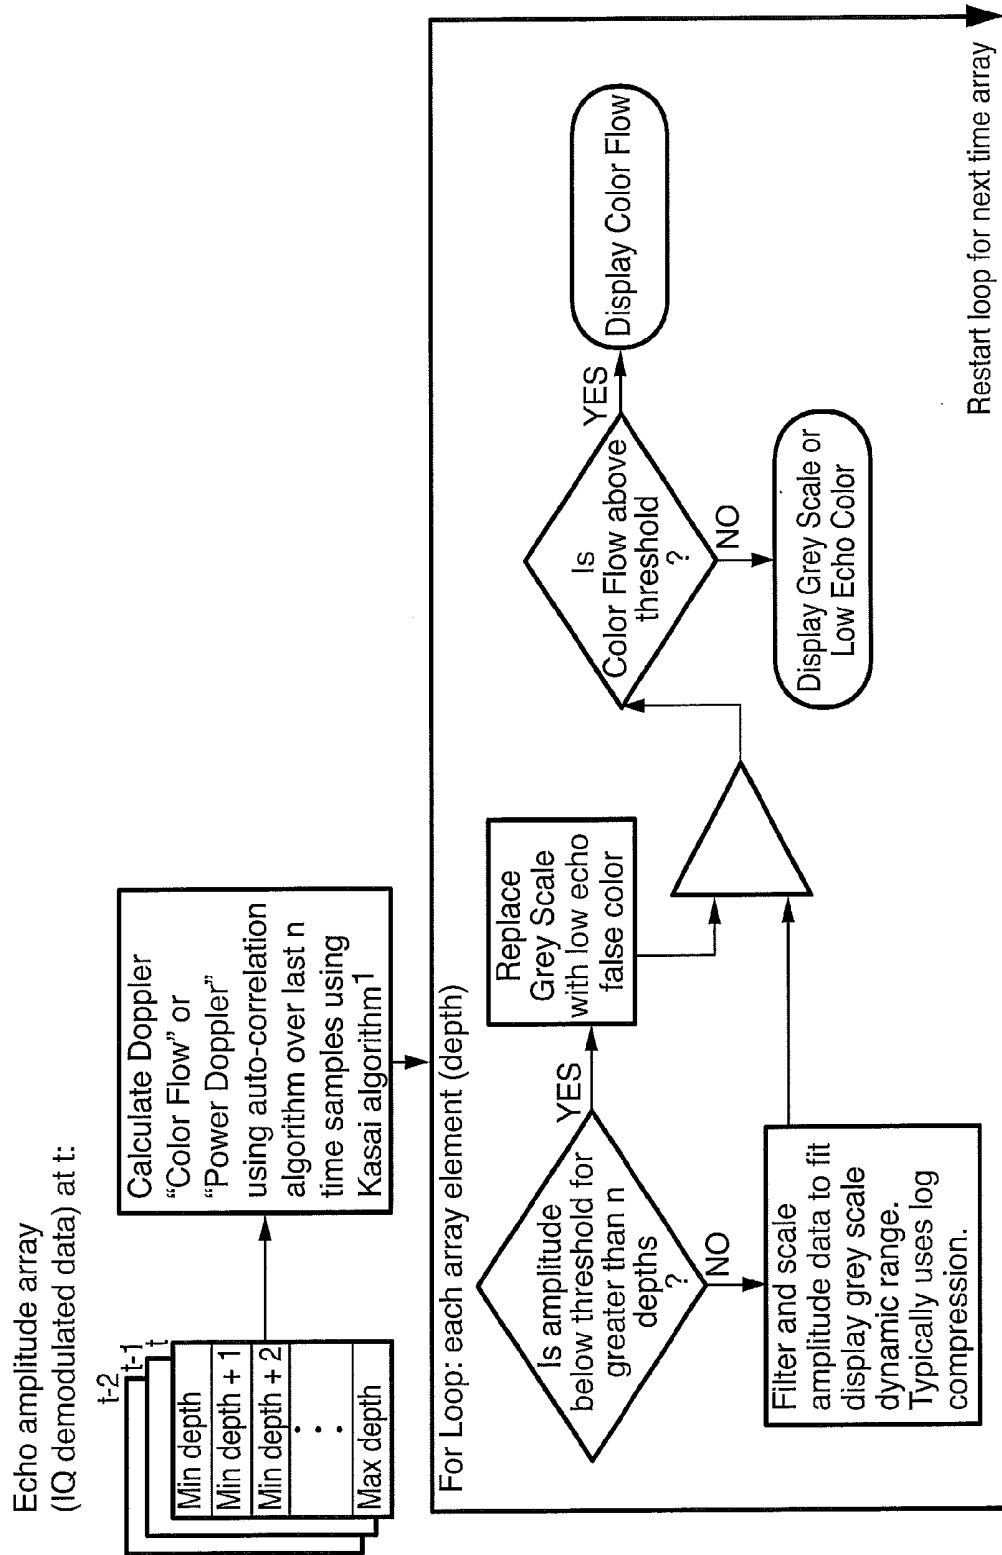 Echo amplitude array
(IQ demodulated data) at t:
t-2
t-1
t
Min depth
Min depth + 1
Min depth + 2
. . .
Max depth
Calculate Doppler
“Color Flow” or
“Power Doppler”
using auto-correlation
algorithm over last n
time samples using
Kasai algorithm¹
For Loop: each array element (depth)
Is amplitude
below threshold for
greater than n
depths
?
YES
NO
Replace
Grey Scale
with low echo
false color
Filter and scale
amplitude data to fit
display grey scale
dynamic range.
Typically uses log
compression.
Is
Color Flow above
threshold
?
YES
NO
Display Color Flow
Display Grey Scale or
Low Echo Color
Restart loop for next time array